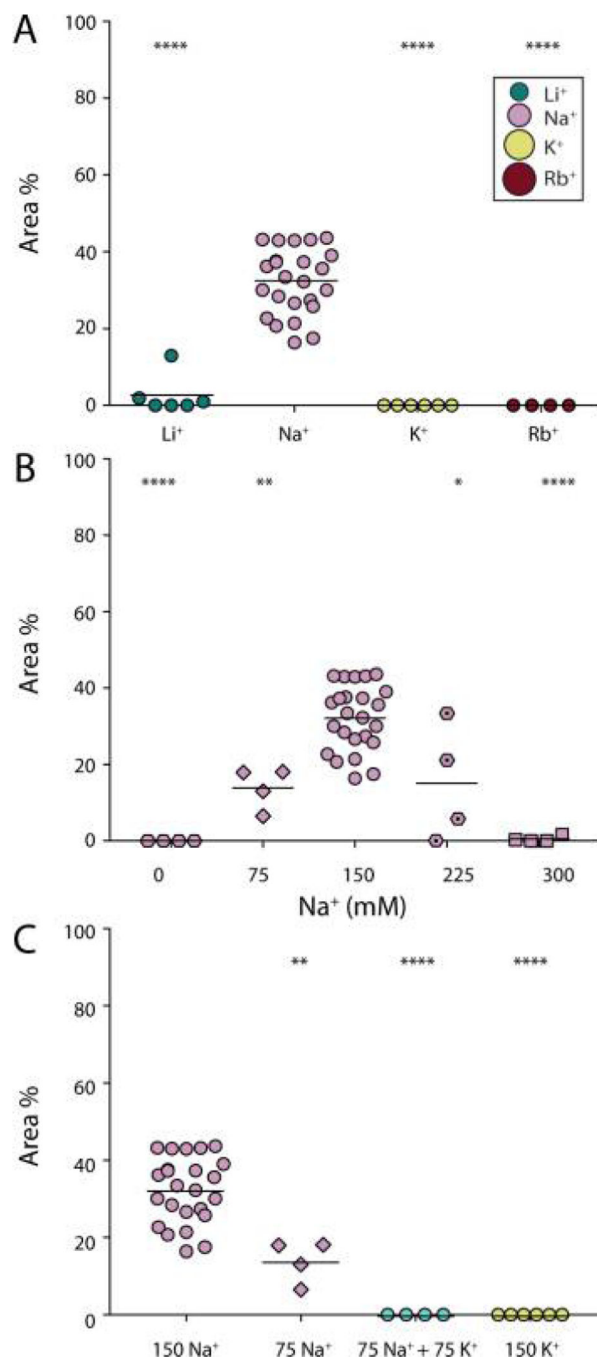 A
100
80
60
40
20
0
Area %
**** **** ****
Li⁺
Na⁺
K⁺
Rb⁺
Li⁺ Na⁺ K⁺ Rb⁺
B
100
80
60
40
20
0
Area %
**** ** * ****
0 75 150 225 300
Na⁺ (mM)
C
100
80
60
40
20
0
Area %
** **** ****
150 Na⁺ 75 Na⁺ 75 Na⁺ + 75 K⁺ 150 K⁺